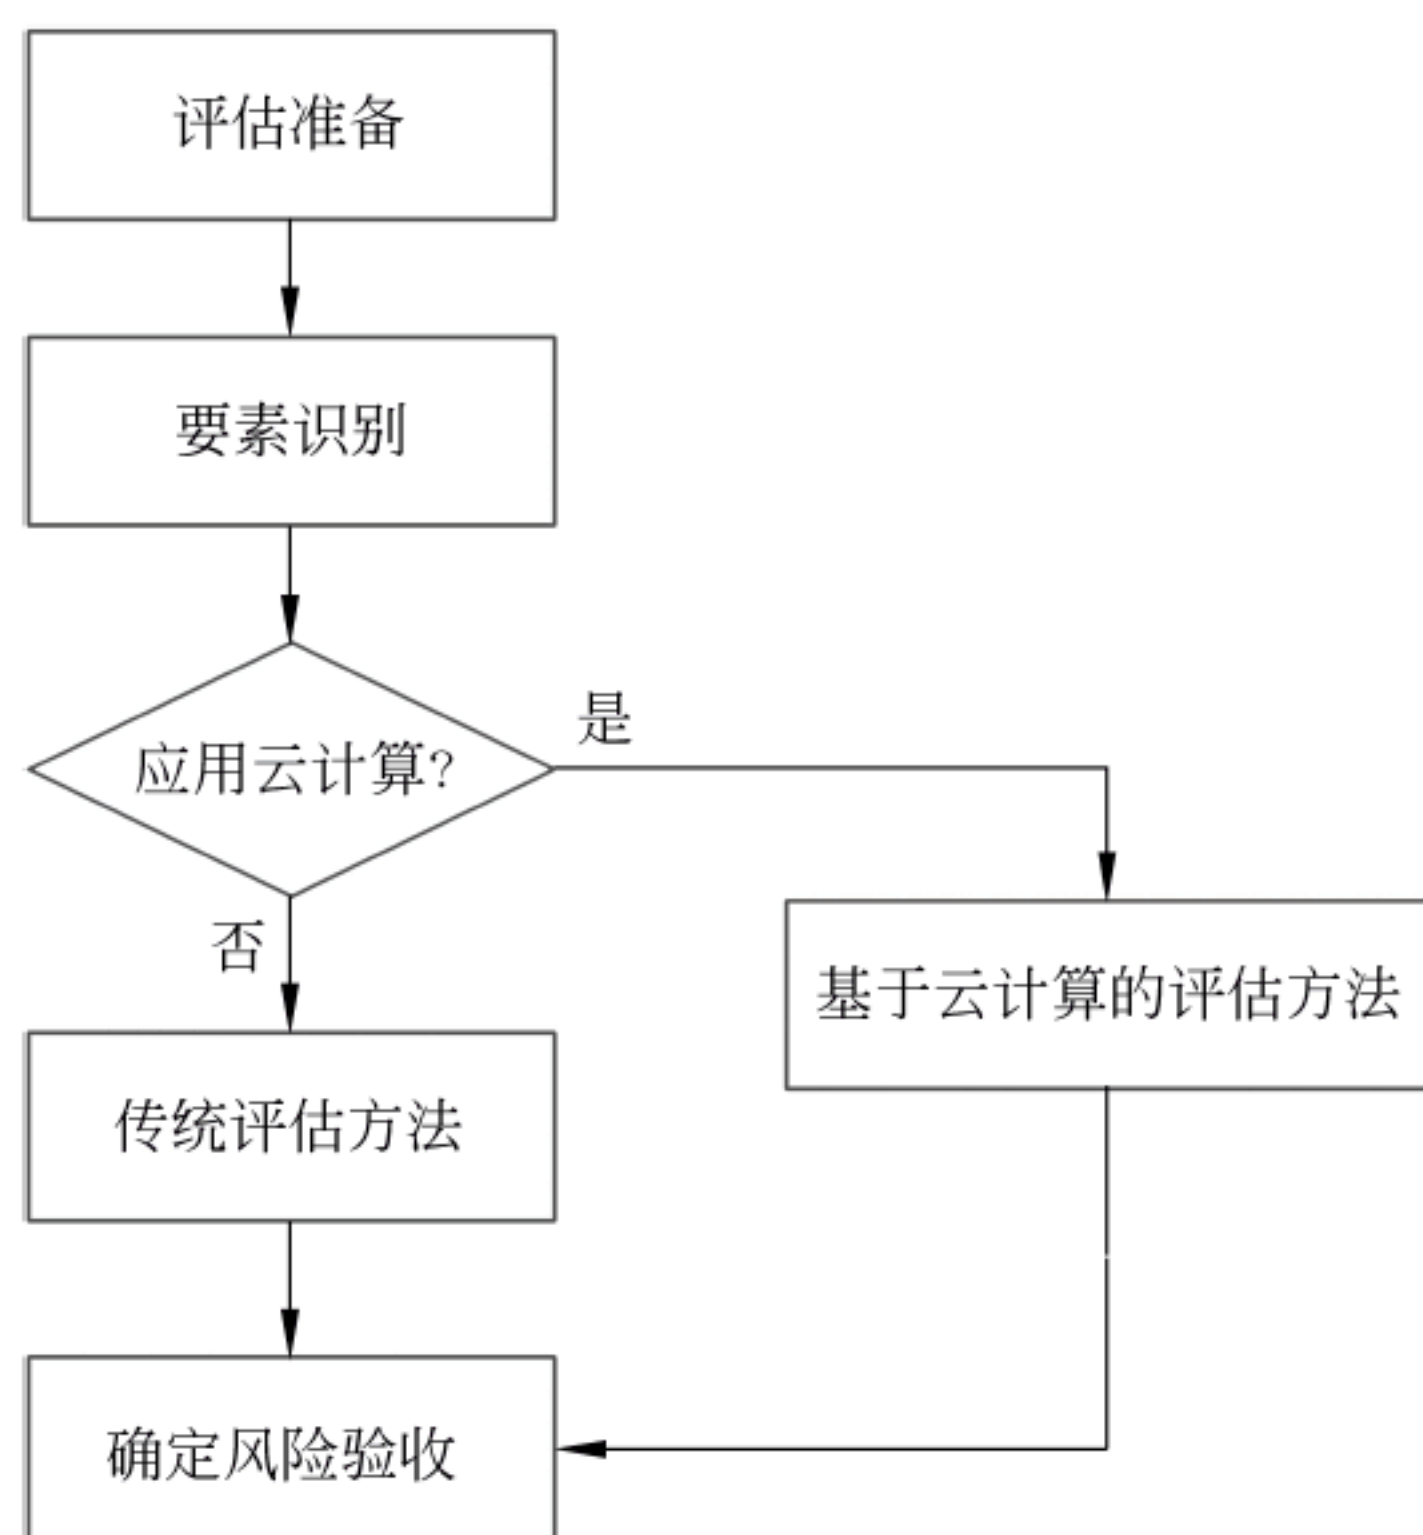 评估准备
要素识别
应用云计算?
是
否
基于云计算的评估方法
传统评估方法
确定风险验收